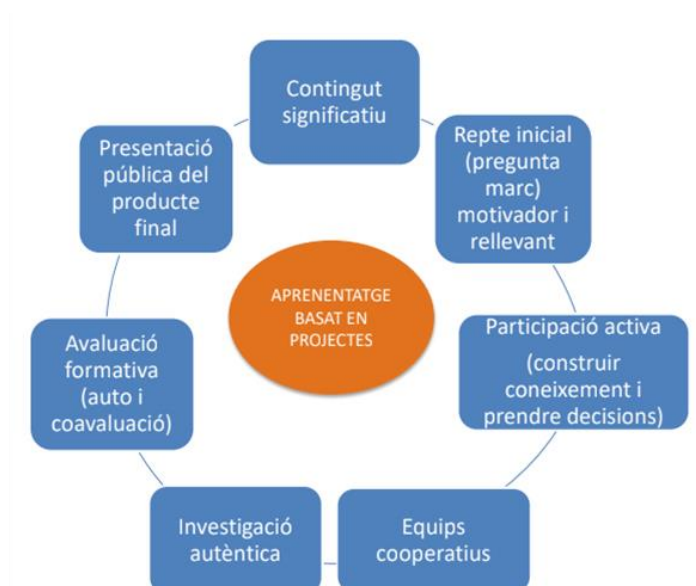 Contingut
significatiu
Repte inicial
(pregunta
marc)
motivador i
rellevant
Participació activa
(construir
coneixement i
prendre decisions)
Equips
cooperatius
Investigació
autèntica
Avaluació
formativa
(auto i
coavaluació)
Presentació
pública del
producte
final
APRENENTATGE
BASAT EN
PROJECTES